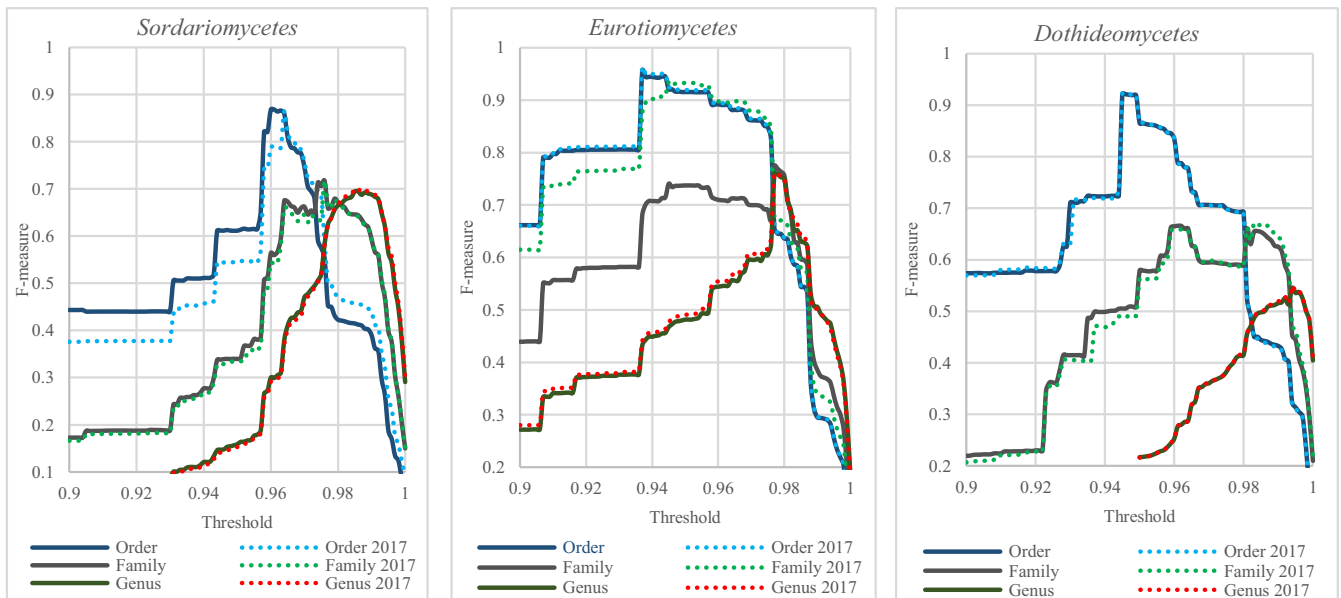 Sordariomycetes
1
0.9
0.8
0.7
0.6
0.5
0.4
0.3
0.2
0.1
F-measure
0.9 0.92 0.94 0.96 0.98 1
Threshold
Order Order 2017
Family Family 2017
Genus Genus 2017
Eurotiomycetes
1
0.9
0.8
0.7
0.6
0.5
0.4
0.3
0.2
F-measure
0.9 0.92 0.94 0.96 0.98 1
Threshold
Order Order 2017
Family Family 2017
Genus Genus 2017
Dothideomycetes
1
0.9
0.8
0.7
0.6
0.5
0.4
0.3
0.2
F-measure
0.9 0.92 0.94 0.96 0.98 1
Threshold
Order Order 2017
Family Family 2017
Genus Genus 2017